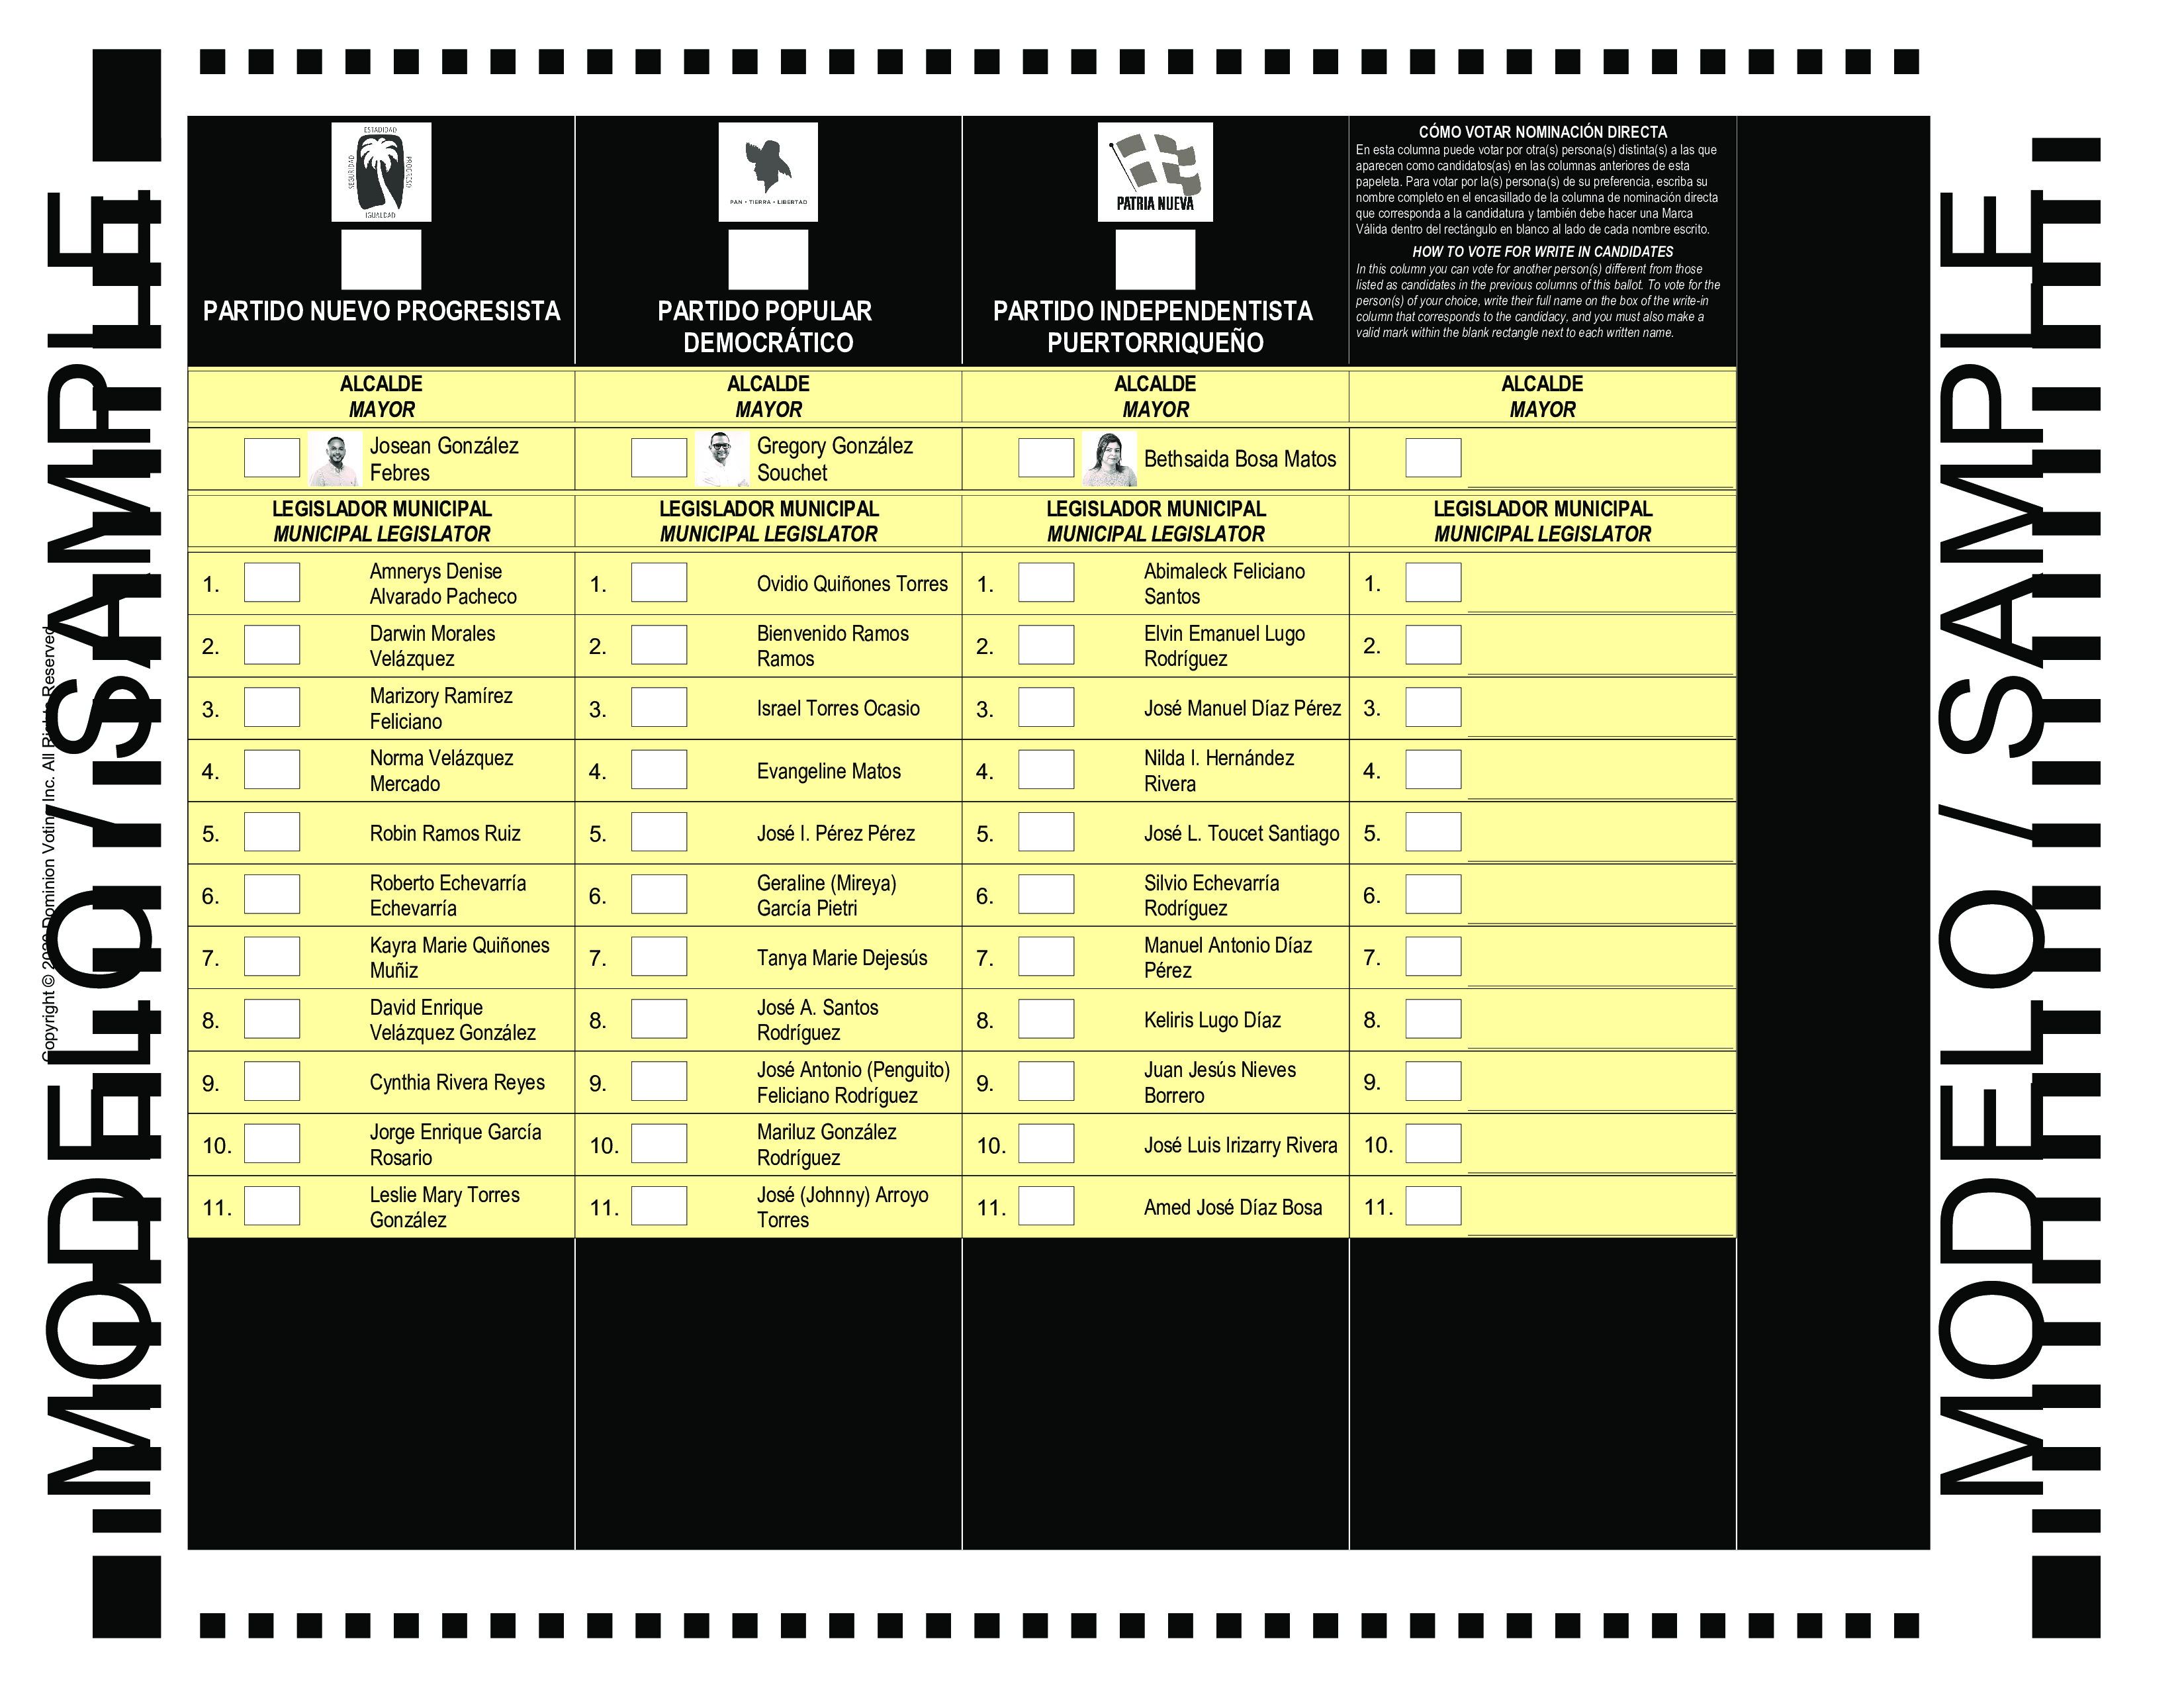 MODELO / SAMPLE
Copyright © 2020 Dominion Voting Inc. All Rights Reserved
ESTADIDAD
SEGURIDAD
PROGRESO
IGUALDAD
PARTIDO NUEVO PROGRESISTA
PAN • TIERRA • LIBERTAD
PARTIDO POPULAR
DEMOCRÁTICO
PATRIA NUEVA
PARTIDO INDEPENDENTISTA
PUERTORRIQUEÑO
CÓMO VOTAR NOMINACIÓN DIRECTA
En esta columna puede votar por otra(s) persona(s) distinta(s) a las que
aparecen como candidatos(as) en las columnas anteriores de esta
papeleta. Para votar por la(s) persona(s) de su preferencia, escriba su
nombre completo en el encasillado de la columna de nominación directa
que corresponda a la candidatura y también debe hacer una Marca
Válida dentro del rectángulo en blanco al lado de cada nombre escrito.
HOW TO VOTE FOR WRITE IN CANDIDATES
In this column you can vote for another person(s) different from those
listed as candidates in the previous columns of this ballot. To vote for the
person(s) of your choice, write their full name on the box of the write-in
column that corresponds to the candidacy, and you must also make a
valid mark within the blank rectangle next to each written name.
ALCALDE
MAYOR
Josean González
Febres
LEGISLADOR MUNICIPAL
MUNICIPAL LEGISLATOR
1. Amnerys Denise
Alvarado Pacheco
2. Darwin Morales
Velázquez
3. Marizory Ramírez
Feliciano
4. Norma Velázquez
Mercado
5. Robin Ramos Ruiz
6. Roberto Echevarría
Echevarría
7. Kayra Marie Quiñones
Muñiz
8. David Enrique
Velázquez González
9. Cynthia Rivera Reyes
10. Jorge Enrique García
Rosario
11. Leslie Mary Torres
González
ALCALDE
MAYOR
Gregory González
Souchet
LEGISLADOR MUNICIPAL
MUNICIPAL LEGISLATOR
1. Ovidio Quiñones Torres
2. Bienvenido Ramos
Ramos
3. Israel Torres Ocasio
4. Evangeline Matos
5. José I. Pérez Pérez
6. Geraline (Mireya)
García Pietri
7. Tanya Marie Dejesús
8. José A. Santos
Rodríguez
9. José Antonio (Penguito)
Feliciano Rodríguez
10. Mariluz González
Rodríguez
11. José (Johnny) Arroyo
Torres
ALCALDE
MAYOR
Bethsaida Bosa Matos
LEGISLADOR MUNICIPAL
MUNICIPAL LEGISLATOR
1. Abimaleck Feliciano
Santos
2. Elvin Emanuel Lugo
Rodríguez
3. José Manuel Díaz Pérez
4. Nilda I. Hernández
Rivera
5. José L. Toucet Santiago
6. Silvio Echevarría
Rodríguez
7. Manuel Antonio Díaz
Pérez
8. Keliris Lugo Díaz
9. Juan Jesús Nieves
Borrero
10. José Luis Irizarry Rivera
11. Amed José Díaz Bosa
ALCALDE
MAYOR
LEGISLADOR MUNICIPAL
MUNICIPAL LEGISLATOR
1.
2.
3.
4.
5.
6.
7.
8.
9.
10.
11.
MODELO / SAMPLE